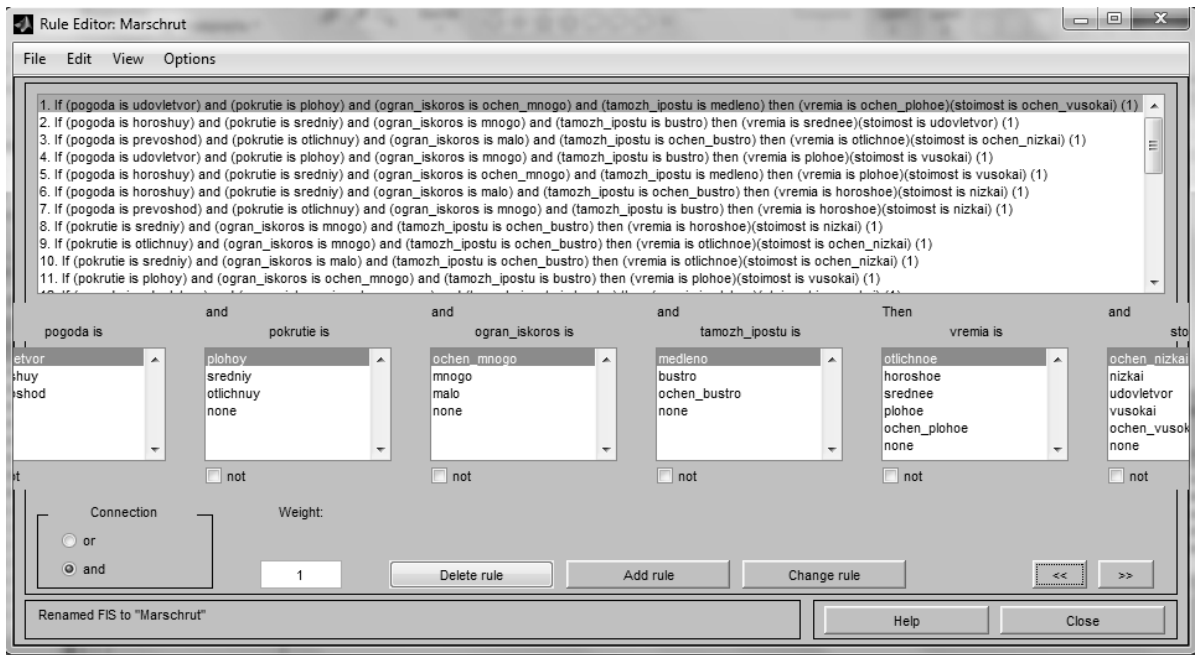 Rule Editor: Marschrut
File Edit View Options
1. If (pogoda is udovletvor) and (pokrutie is plohoy) and (ogran_iskoros is ochen_mnogo) and (tamozh_ipostu is medleno) then (vremia is ochen_plohoe)(stoimost is ochen_vusokai) (1)
2. If (pogoda is horoshuy) and (pokrutie is sredniy) and (ogran_iskoros is mnogo) and (tamozh_ipostu is bustro) then (vremia is srednee)(stoimost is udovletvor) (1)
3. If (pogoda is prevoshod) and (pokrutie is otlichnuy) and (ogran_iskoros is malo) and (tamozh_ipostu is ochen_bustro) then (vremia is otlichnoe)(stoimost is ochen_nizkai) (1)
4. If (pogoda is udovletvor) and (pokrutie is plohoy) and (ogran_iskoros is mnogo) and (tamozh_ipostu is bustro) then (vremia is plohoe)(stoimost is vusokai) (1)
5. If (pogoda is horoshuy) and (pokrutie is sredniy) and (ogran_iskoros is ochen_mnogo) and (tamozh_ipostu is medleno) then (vremia is plohoe)(stoimost is vusokai) (1)
6. If (pogoda is horoshuy) and (pokrutie is sredniy) and (ogran_iskoros is malo) and (tamozh_ipostu is ochen_bustro) then (vremia is horoshoe)(stoimost is nizkai) (1)
7. If (pogoda is prevoshod) and (pokrutie is otlichnuy) and (ogran_iskoros is mnogo) and (tamozh_ipostu is bustro) then (vremia is horoshoe)(stoimost is nizkai) (1)
8. If (pokrutie is sredniy) and (ogran_iskoros is mnogo) and (tamozh_ipostu is ochen_bustro) then (vremia is horoshoe)(stoimost is nizkai) (1)
9. If (pokrutie is otlichnuy) and (ogran_iskoros is mnogo) and (tamozh_ipostu is ochen_bustro) then (vremia is otlichnoe)(stoimost is ochen_nizkai) (1)
10. If (pokrutie is sredniy) and (ogran_iskoros is malo) and (tamozh_ipostu is ochen_bustro) then (vremia is otlichnoe)(stoimost is ochen_nizkai) (1)
11. If (pokrutie is plohoy) and (ogran_iskoros is ochen_mnogo) and (tamozh_ipostu is bustro) then (vremia is plohoe)(stoimost is vusokai) (1)
and and and Then and
pogoda is pokrutie is ogran_iskoros is tamozh_ipostu is vremia is sto
etvor plohoy ochen_mnogo medleno otlichnoe ochen_nizkai
shuy sredniy mnogo bustro horoshoe nizkai
shod otlichnuy malo ochen_bustro srednee udovletvor
none none none plohoe vusokai
ochen_plohoe ochen_vusok
none none
ot not not not not not
Connection Weight:
or
and 1 Delete rule Add rule Change rule << >>
Renamed FIS to "Marschrut" Help Close